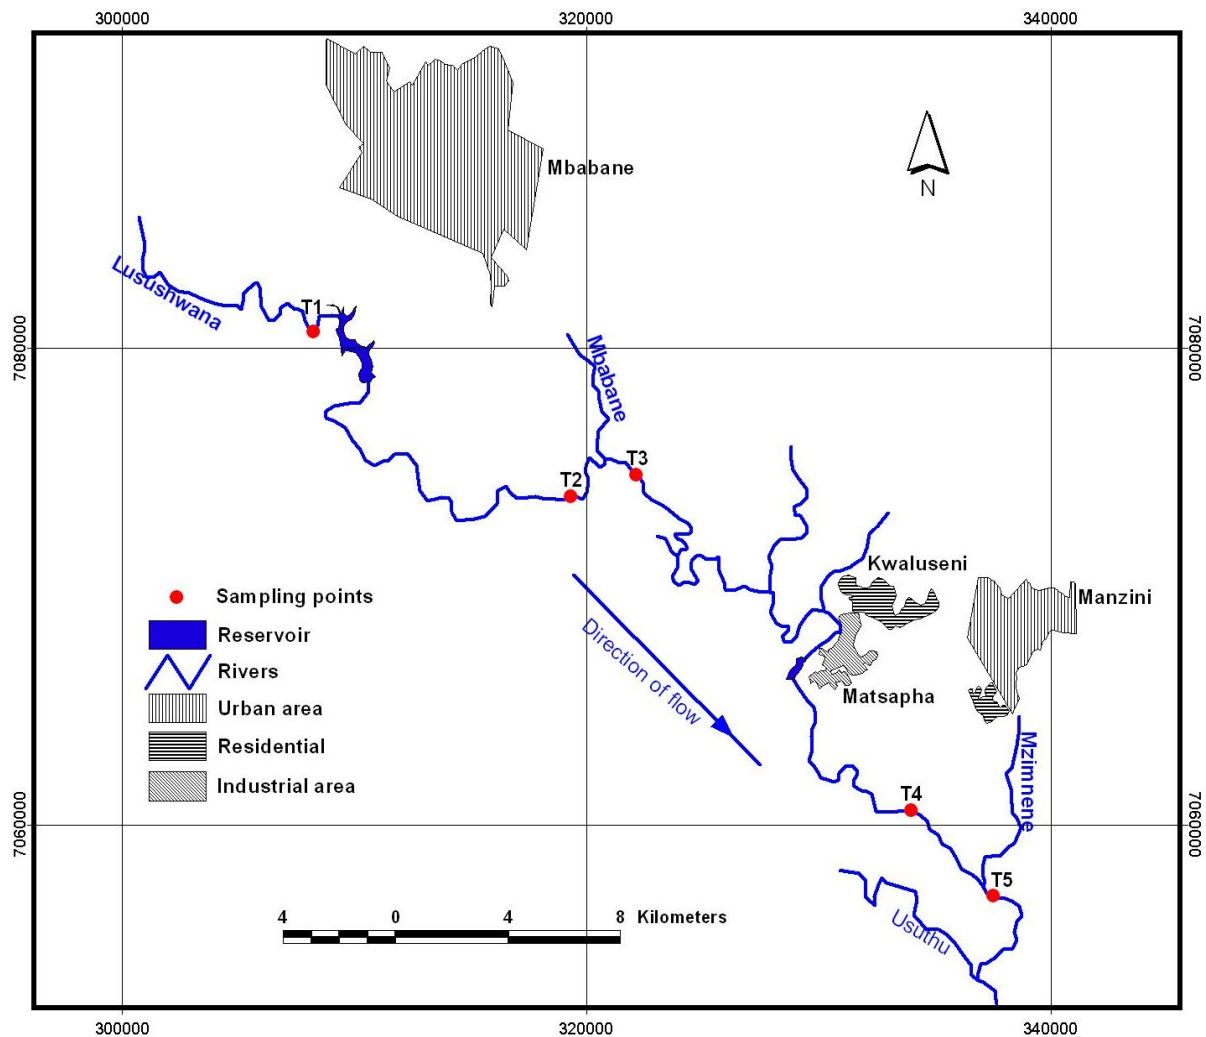 300000
320000
340000
Mbabane
N
Lusushwana
T1
7080000
7080000
Mbabane
T3
T2
Kwaluseni
Manzini
Sampling points
Reservoir
Rivers
Urban area
Residential
Industrial area
Direction of flow
Matsapha
Mzimnene
T4
7060000
7060000
T5
Usuthu
4 0 4 8 Kilometers
300000
320000
340000